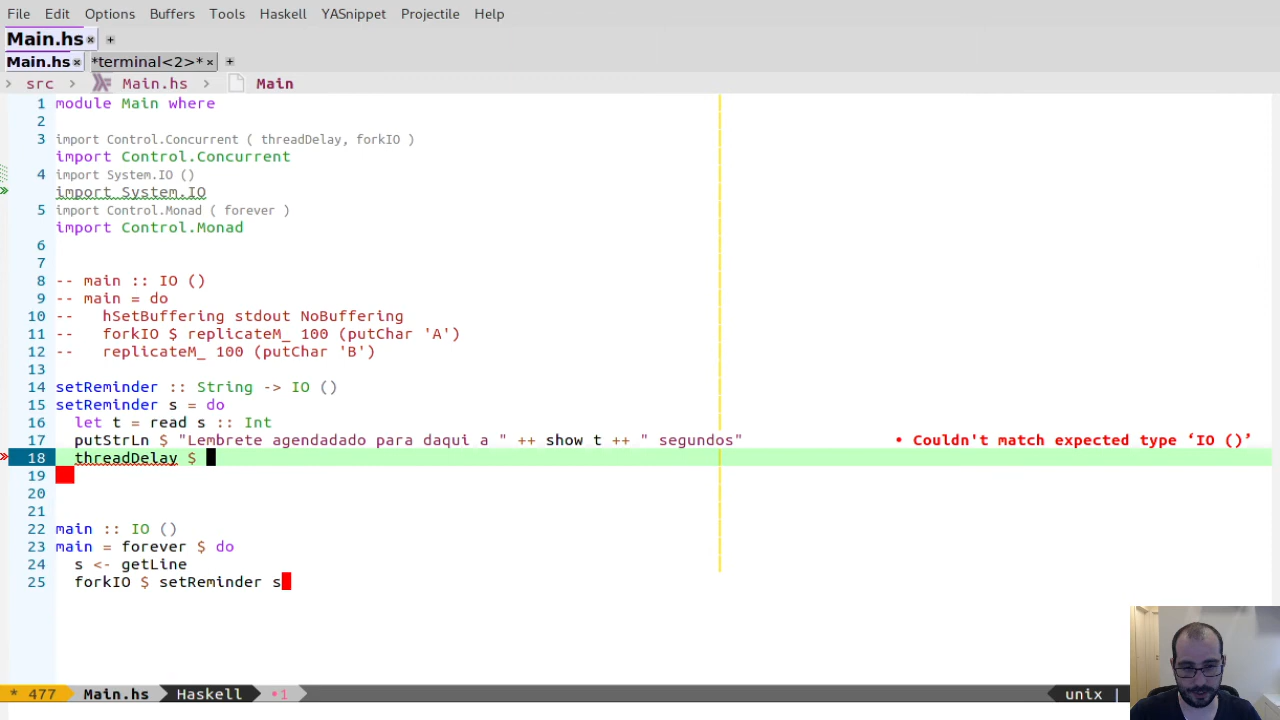 File Edit Options Buffers Tools Haskell YASnippet Projectile Help
Main.hs × +
Main.hs × *terminal<2>* × +
› src › Main.hs › Main
1 module Main where
2
3 import Control.Concurrent ( threadDelay, forkIO )
import Control.Concurrent
4 import System.IO ()
import System.IO
5 import Control.Monad ( forever )
import Control.Monad
6
7
8 -- main :: IO ()
9 -- main = do
10 --   hSetBuffering stdout NoBuffering
11 --   forkIO $ replicateM_ 100 (putChar 'A')
12 --   replicateM_ 100 (putChar 'B')
13
14 setReminder :: String -> IO ()
15 setReminder s = do
16   let t = read s :: Int
17   putStrLn $ "Lembrete agendadado para daqui a " ++ show t ++ " segundos" • Couldn't match expected type ‘IO ()’
18   threadDelay $
19
20
21
22 main :: IO ()
23 main = forever $ do
24   s <- getLine
25   forkIO $ setReminder s
* 477 Main.hs Haskell •1 unix |